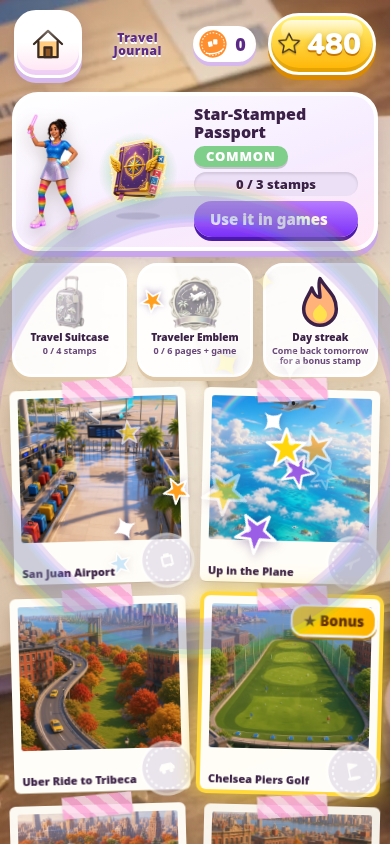 Travel
Journal
0
480
Star-Stamped
Passport
COMMON
0 / 3 stamps
Use it in games
Travel Suitcase
0 / 4 stamps
Traveler Emblem
0 / 6 pages + game
Day streak
Come back tomorrow
for a bonus stamp
San Juan Airport
Up in the Plane
Bonus
Uber Ride to Tribeca
Chelsea Piers Golf